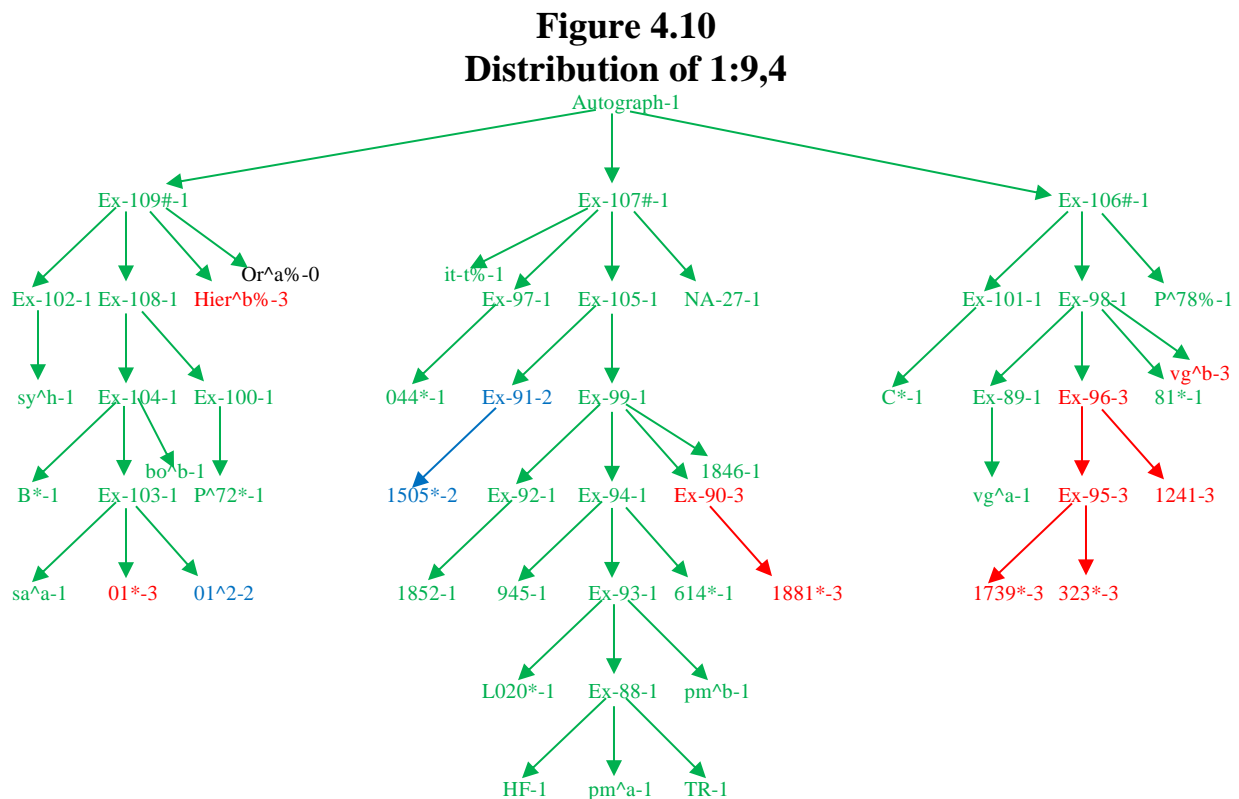 Figure 4.10
Distribution of 1:9,4
Autograph-1
Ex-109#-1 Ex-107#-1 Ex-106#-1
Or^a%-0 it-t%-1
Ex-102-1 Ex-108-1 Hier^b%-3 Ex-97-1 Ex-105-1 NA-27-1 Ex-101-1 Ex-98-1 P^78%-1
vg^b-3
sy^h-1 Ex-104-1 Ex-100-1 044*-1 Ex-91-2 Ex-99-1 C*-1 Ex-89-1 Ex-96-3 81*-1
bo^b-1 1846-1
B*-1 Ex-103-1 P^72*-1 1505*-2 Ex-92-1 Ex-94-1 Ex-90-3 vg^a-1 Ex-95-3 1241-3
sa^a-1 01*-3 01^2-2 1852-1 945-1 Ex-93-1 614*-1 1881*-3 1739*-3 323*-3
L020*-1 Ex-88-1 pm^b-1
HF-1 pm^a-1 TR-1